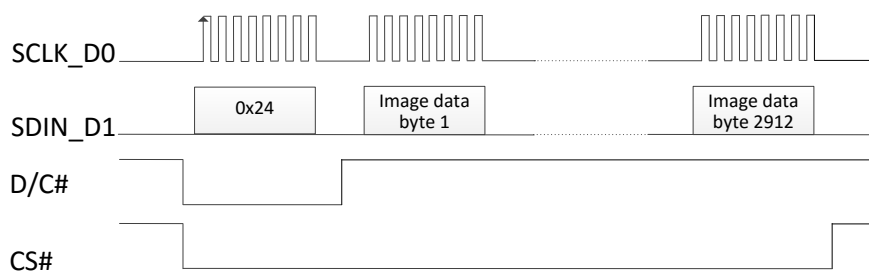 SCLK_D0
0x24
Image data
byte 1
Image data
byte 2912
SDIN_D1
D/C#
CS#